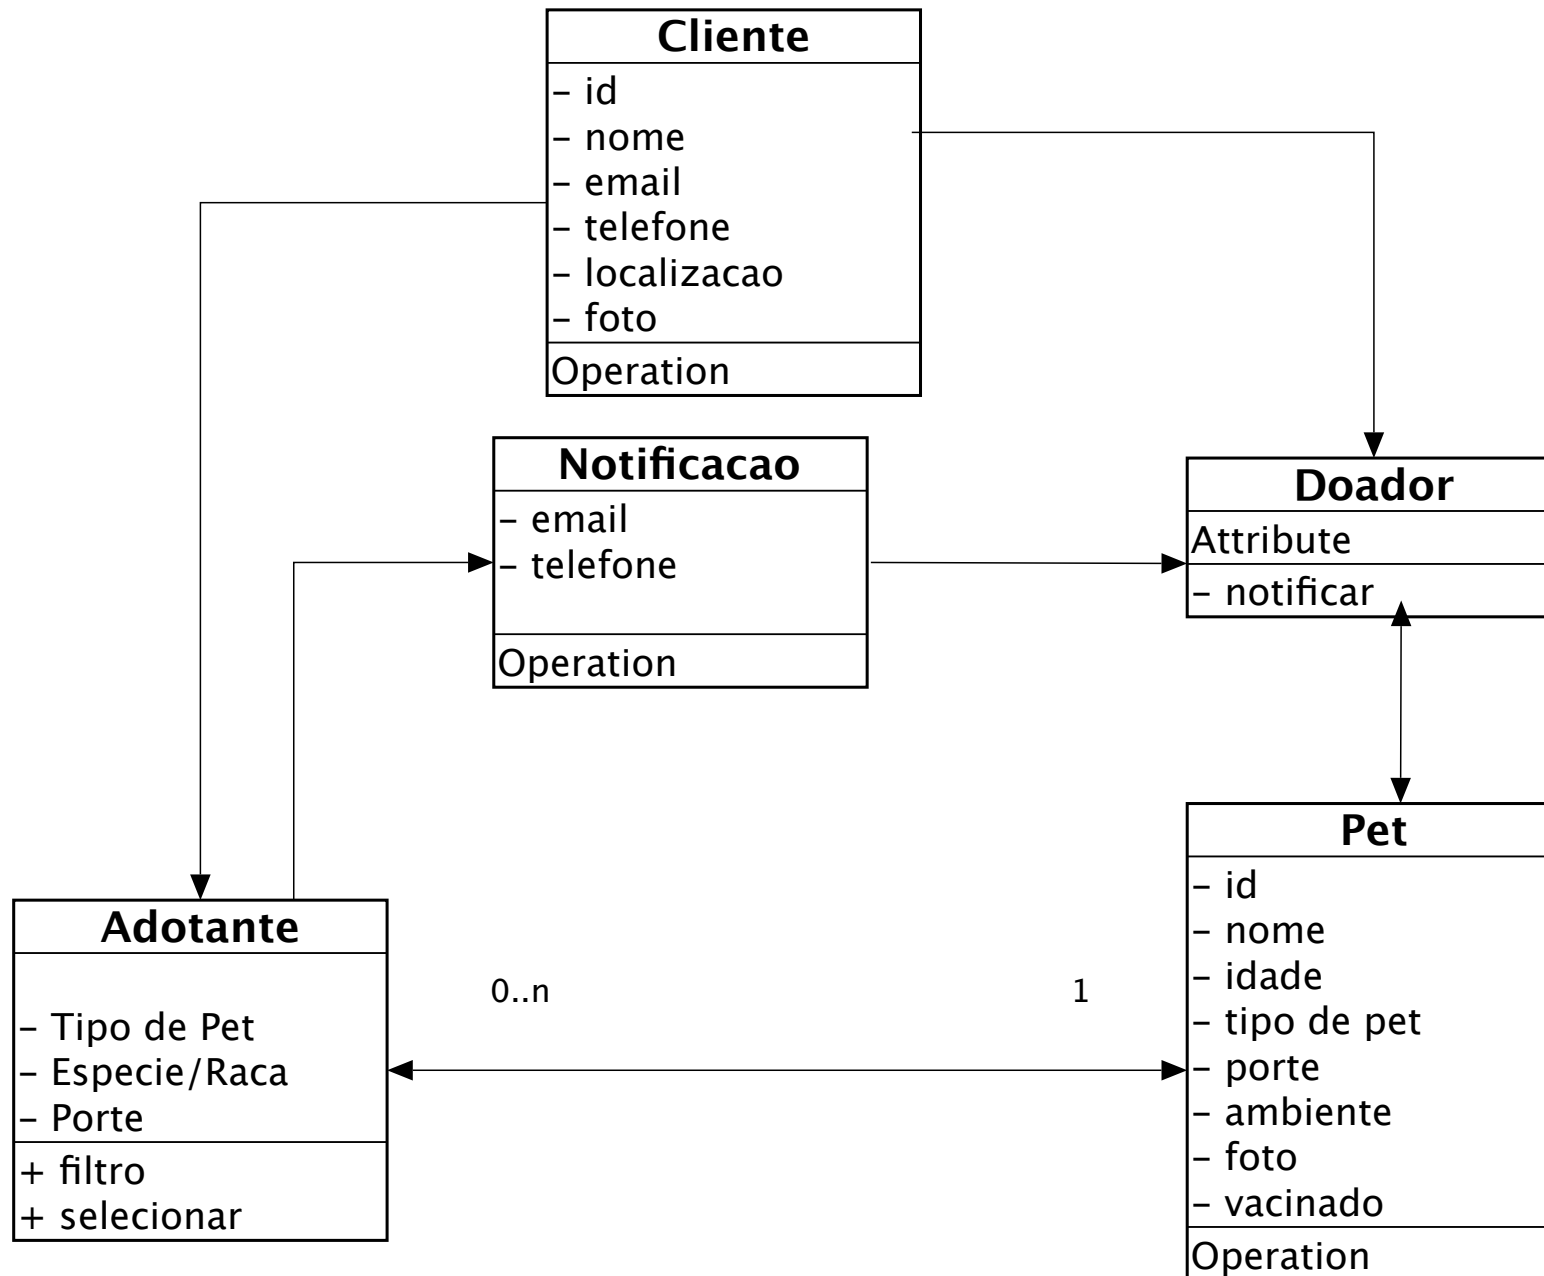 Cliente
– id
– nome
– email
– telefone
– localizacao
– foto
Operation
Notificacao
– email
– telefone
Operation
Doador
Attribute
– notificar
Adotante
– Tipo de Pet
– Especie/Raca
– Porte
+ filtro
+ selecionar
0..n
1
Pet
– id
– nome
– idade
– tipo de pet
– porte
– ambiente
– foto
– vacinado
Operation